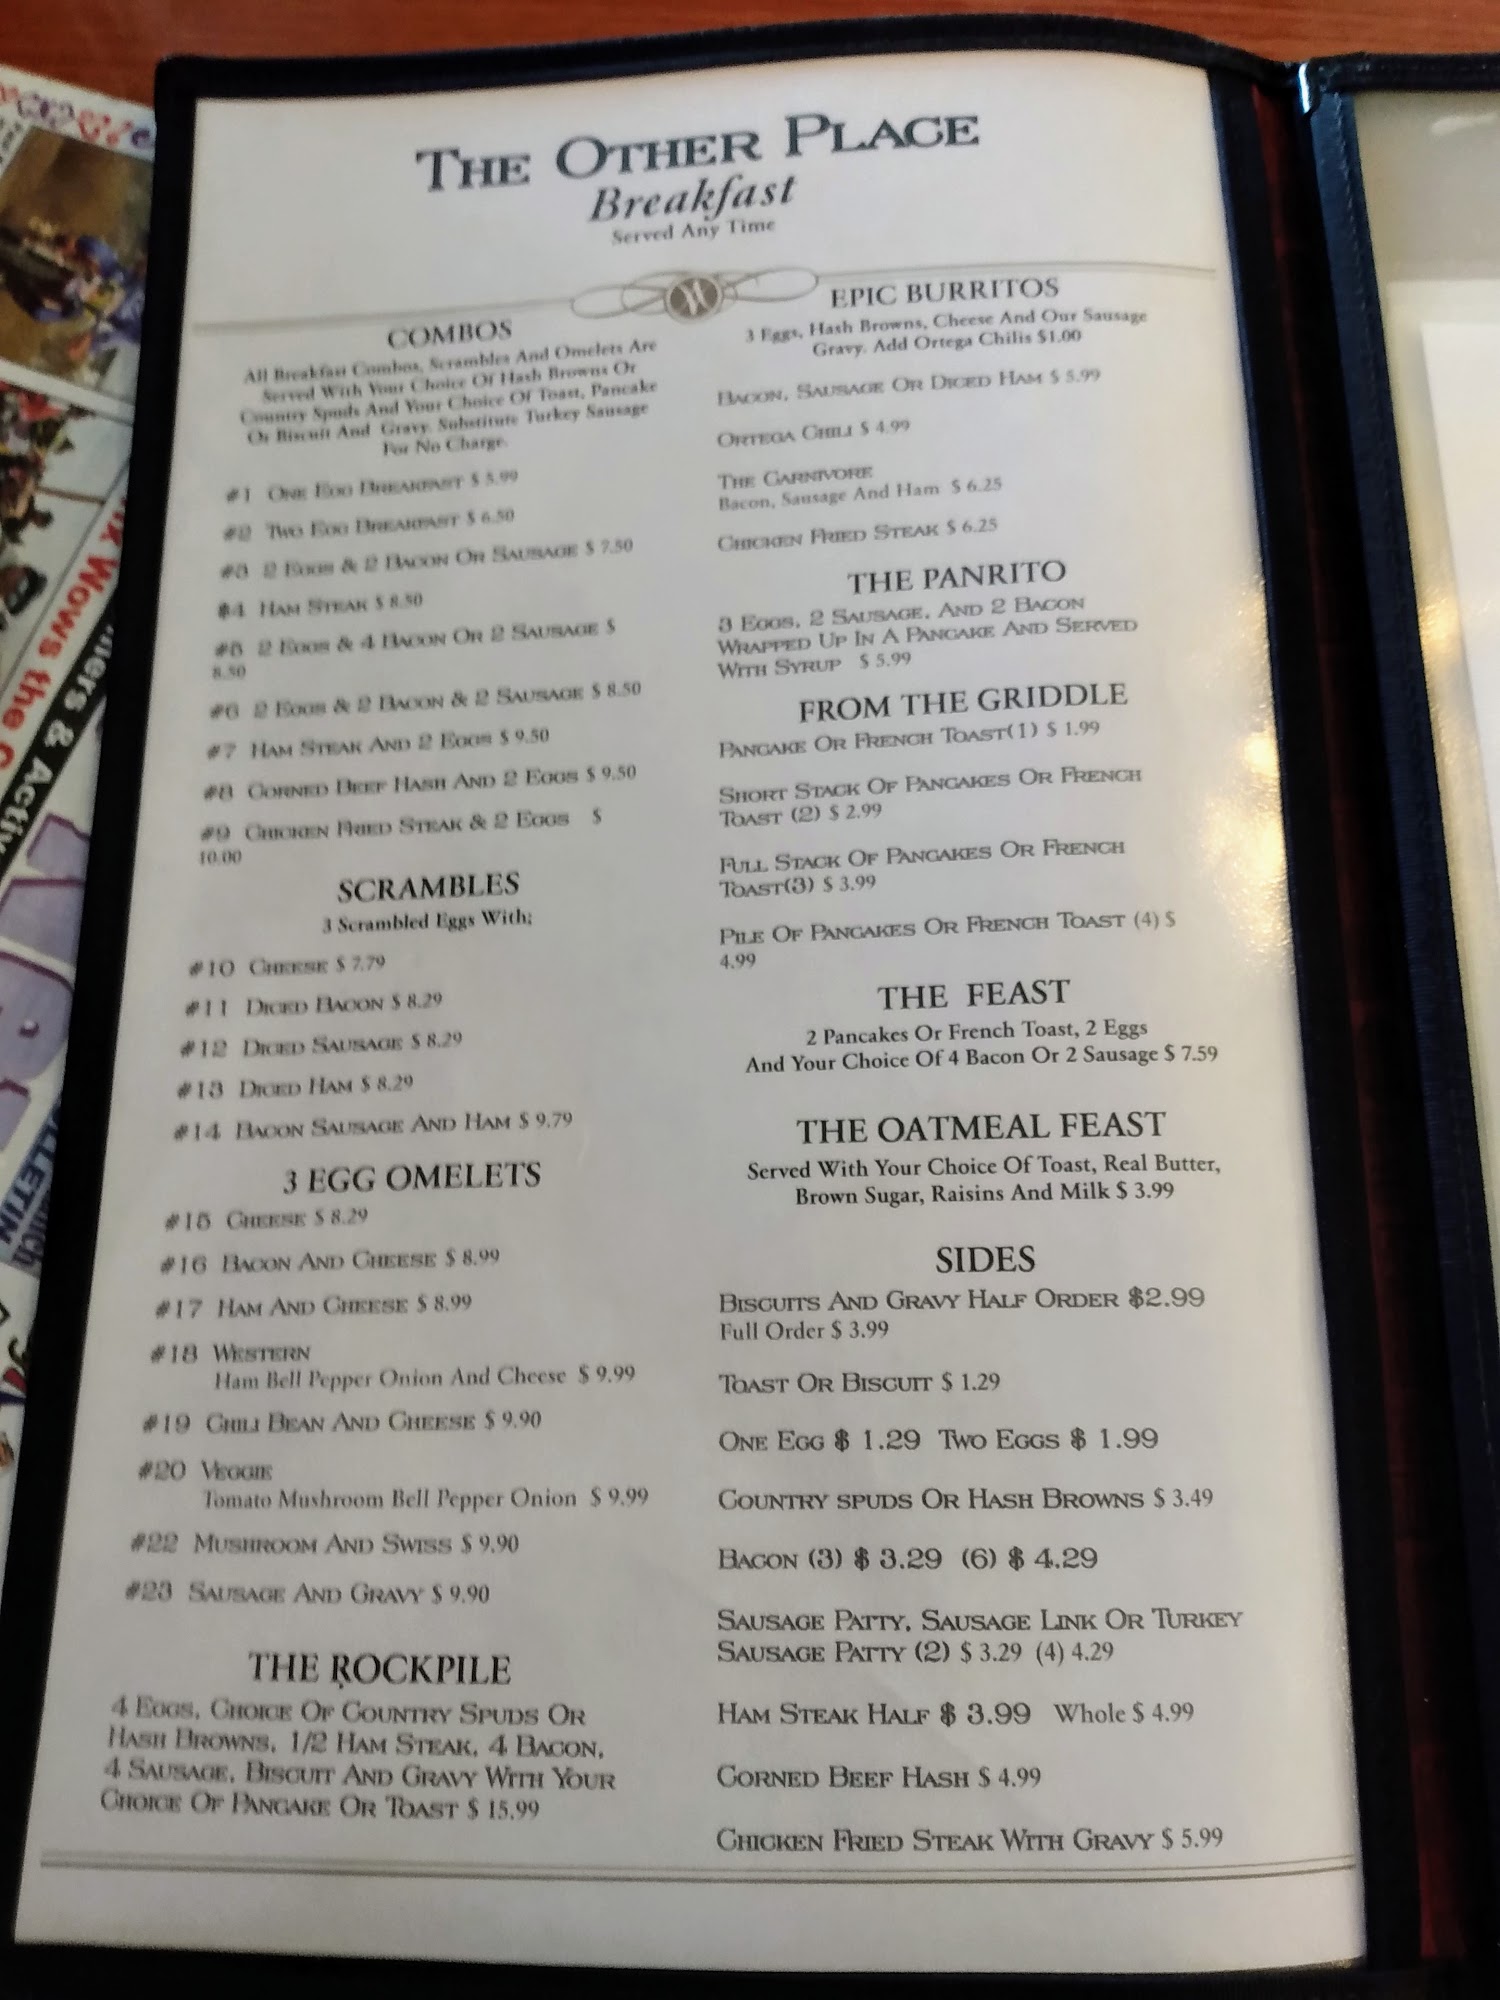 THE OTHER PLACE
Breakfast
Served Any Time
COMBOS
All Breakfast Combos, Scrambles And Omelets Are
Served With Your Choice Of Hash Browns Or
Country Spuds And Your Choice Of Toast, Pancake
Or Biscuit And Gravy. Substitute Turkey Sausage
For No Charge.
#1 ONE EGG BREAKFAST $ 5.99
#2 TWO EGG BREAKFAST $ 6.50
#3 2 EGGS & 2 BACON OR SAUSAGE $ 7.50
$4 HAM STEAK $ 8.50
#5 2 EGGS & 4 BACON OR 2 SAUSAGE $
8.50
#6 2 EGGS & 2 BACON & 2 SAUSAGE $ 8.50
#7 HAM STEAK AND 2 EGGS $ 9.50
#8 CORNED BEEF HASH AND 2 EGGS $ 9.50
#9 CHICKEN FRIED STEAK & 2 EGGS $
10.00
SCRAMBLES
3 Scrambled Eggs With;
#10 CHEESE $ 7.79
#11 DICED BACON $ 8.29
#12 DICED SAUSAGE $ 8.29
#13 DICED HAM $ 8.29
#14 BACON SAUSAGE AND HAM $ 9.79
3 EGG OMELETS
#15 CHEESE $ 8.29
#16 BACON AND CHEESE $ 8.99
#17 HAM AND CHEESE $ 8.99
#18 WESTERN
Ham Bell Pepper Onion And Cheese $ 9.99
#19 CHILI BEAN AND CHEESE $ 9.90
#20 VEGGIE
Tomato Mushroom Bell Pepper Onion $ 9.99
#22 MUSHROOM AND SWISS $ 9.90
#23 SAUSAGE AND GRAVY $ 9.90
THE ROCKPILE
4 EGGS, CHOICE OF COUNTRY SPUDS OR
HASH BROWNS, 1/2 HAM STEAK, 4 BACON,
4 SAUSAGE, BISCUIT AND GRAVY WITH YOUR
CHOICE OF PANCAKE OR TOAST $ 15.99
EPIC BURRITOS
3 Eggs, Hash Browns, Cheese And Our Sausage
Gravy. Add Ortega Chilis $1.00
BACON, SAUSAGE OR DICED HAM $ 5.99
ORTEGA CHILI $ 4.99
THE CARNIVORE
Bacon, Sausage And Ham $ 6.25
CHICKEN FRIED STEAK $ 6.25
THE PANRITO
3 EGGS, 2 SAUSAGE, AND 2 BACON
WRAPPED UP IN A PANCAKE AND SERVED
WITH SYRUP $ 5.99
FROM THE GRIDDLE
PANCAKE OR FRENCH TOAST(1) $ 1.99
SHORT STACK OF PANCAKES OR FRENCH
TOAST (2) $ 2.99
FULL STACK OF PANCAKES OR FRENCH
TOAST(3) $ 3.99
PILE OF PANCAKES OR FRENCH TOAST (4) $
4.99
THE FEAST
2 Pancakes Or French Toast, 2 Eggs
And Your Choice Of 4 Bacon Or 2 Sausage $ 7.59
THE OATMEAL FEAST
Served With Your Choice Of Toast, Real Butter,
Brown Sugar, Raisins And Milk $ 3.99
SIDES
BISCUITS AND GRAVY HALF ORDER $2.99
Full Order $ 3.99
TOAST OR BISCUIT $ 1.29
ONE EGG $ 1.29 TWO EGGS $ 1.99
COUNTRY SPUDS OR HASH BROWNS $ 3.49
BACON (3) $ 3.29 (6) $ 4.29
SAUSAGE PATTY, SAUSAGE LINK OR TURKEY
SAUSAGE PATTY (2) $ 3.29 (4) 4.29
HAM STEAK HALF $ 3.99 Whole $ 4.99
CORNED BEEF HASH $ 4.99
CHICKEN FRIED STEAK WITH GRAVY $ 5.99
Wows the